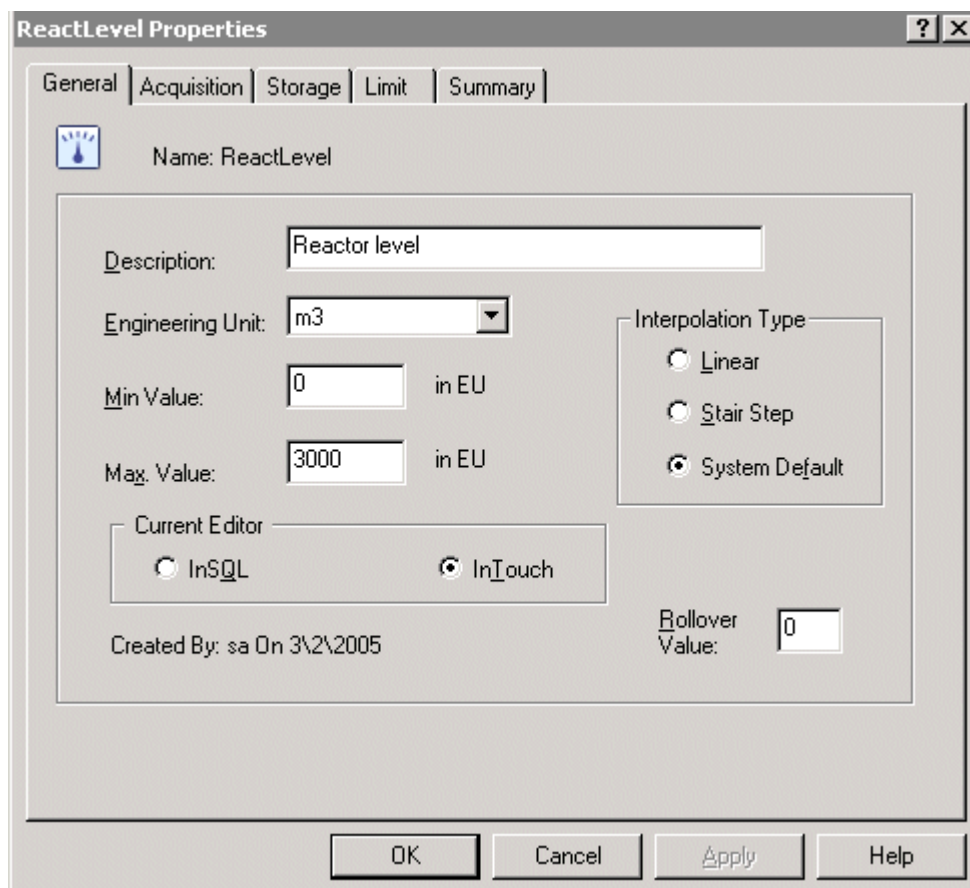 ReactLevel Properties
General Acquisition Storage Limit Summary
Name: ReactLevel
Description: Reactor level
Engineering Unit: m3
Interpolation Type
Linear
Min Value: 0 in EU
Stair Step
Max. Value: 3000 in EU
System Default
Current Editor
InSQL InTouch
Created By: sa On 3\2\2005
Rollover
Value: 0
OK Cancel Apply Help